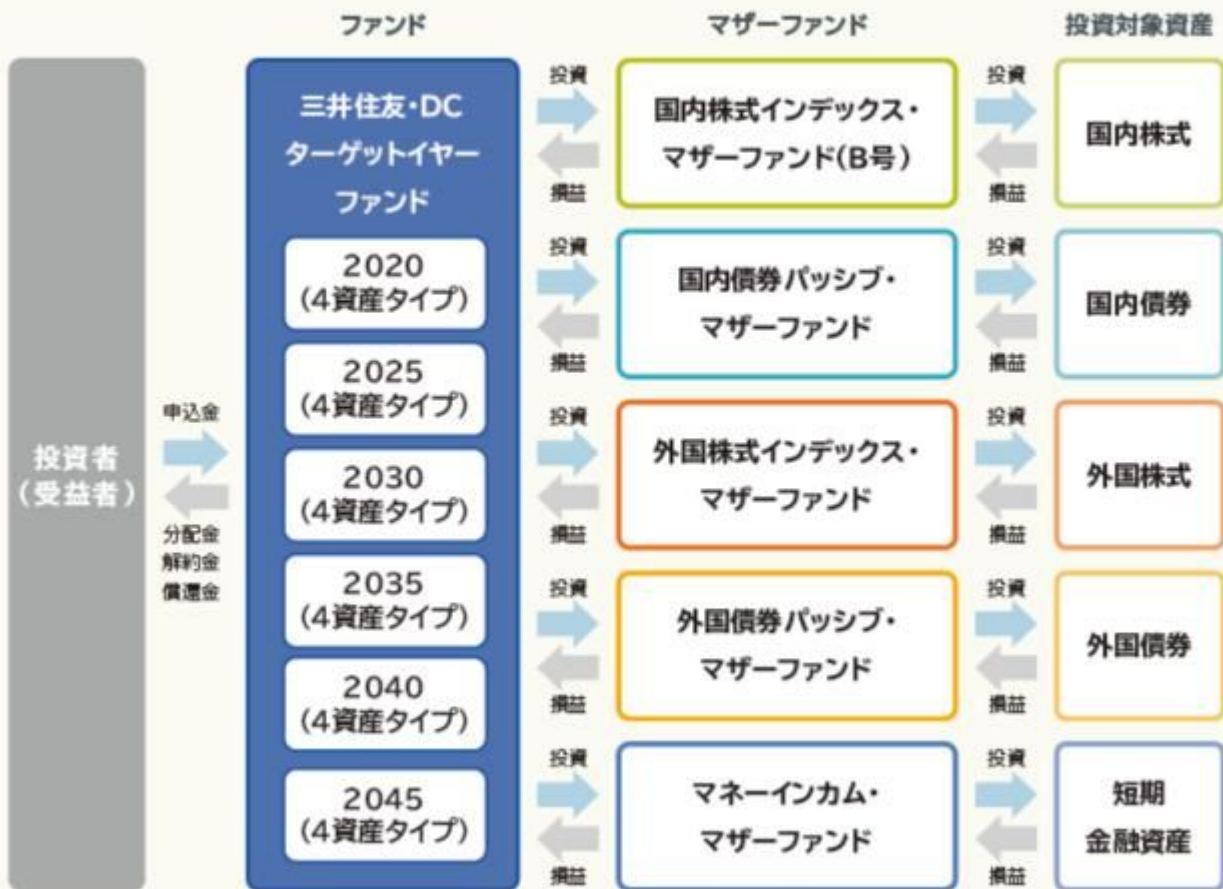 ファンド
マザーファンド
投資対象資産
投資者
(受益者)
申込金
分配金
解約金
償還金
三井住友・DC
ターゲットイヤー
ファンド
2020
(4資産タイプ)
2025
(4資産タイプ)
2030
(4資産タイプ)
2035
(4資産タイプ)
2040
(4資産タイプ)
2045
(4資産タイプ)
投資
損益
国内株式インデックス・
マザーファンド(B号)
投資
損益
国内株式
投資
損益
国内債券パッシブ・
マザーファンド
投資
損益
国内債券
投資
損益
外国株式インデックス・
マザーファンド
投資
損益
外国株式
投資
損益
外国債券パッシブ・
マザーファンド
投資
損益
外国債券
投資
損益
マネーインカム・
マザーファンド
投資
損益
短期
金融資産